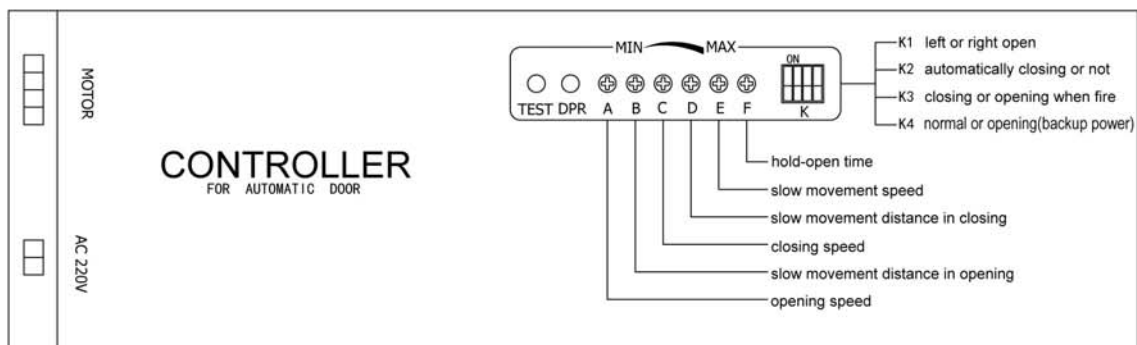 MOTOR
AC 220V
CONTROLLER
FOR AUTOMATIC DOOR
MIN MAX
ON
TEST DPR A B C D E F K
K1 left or right open
K2 automatically closing or not
K3 closing or opening when fire
K4 normal or opening(backup power)
hold-open time
slow movement speed
slow movement distance in closing
closing speed
slow movement distance in opening
opening speed